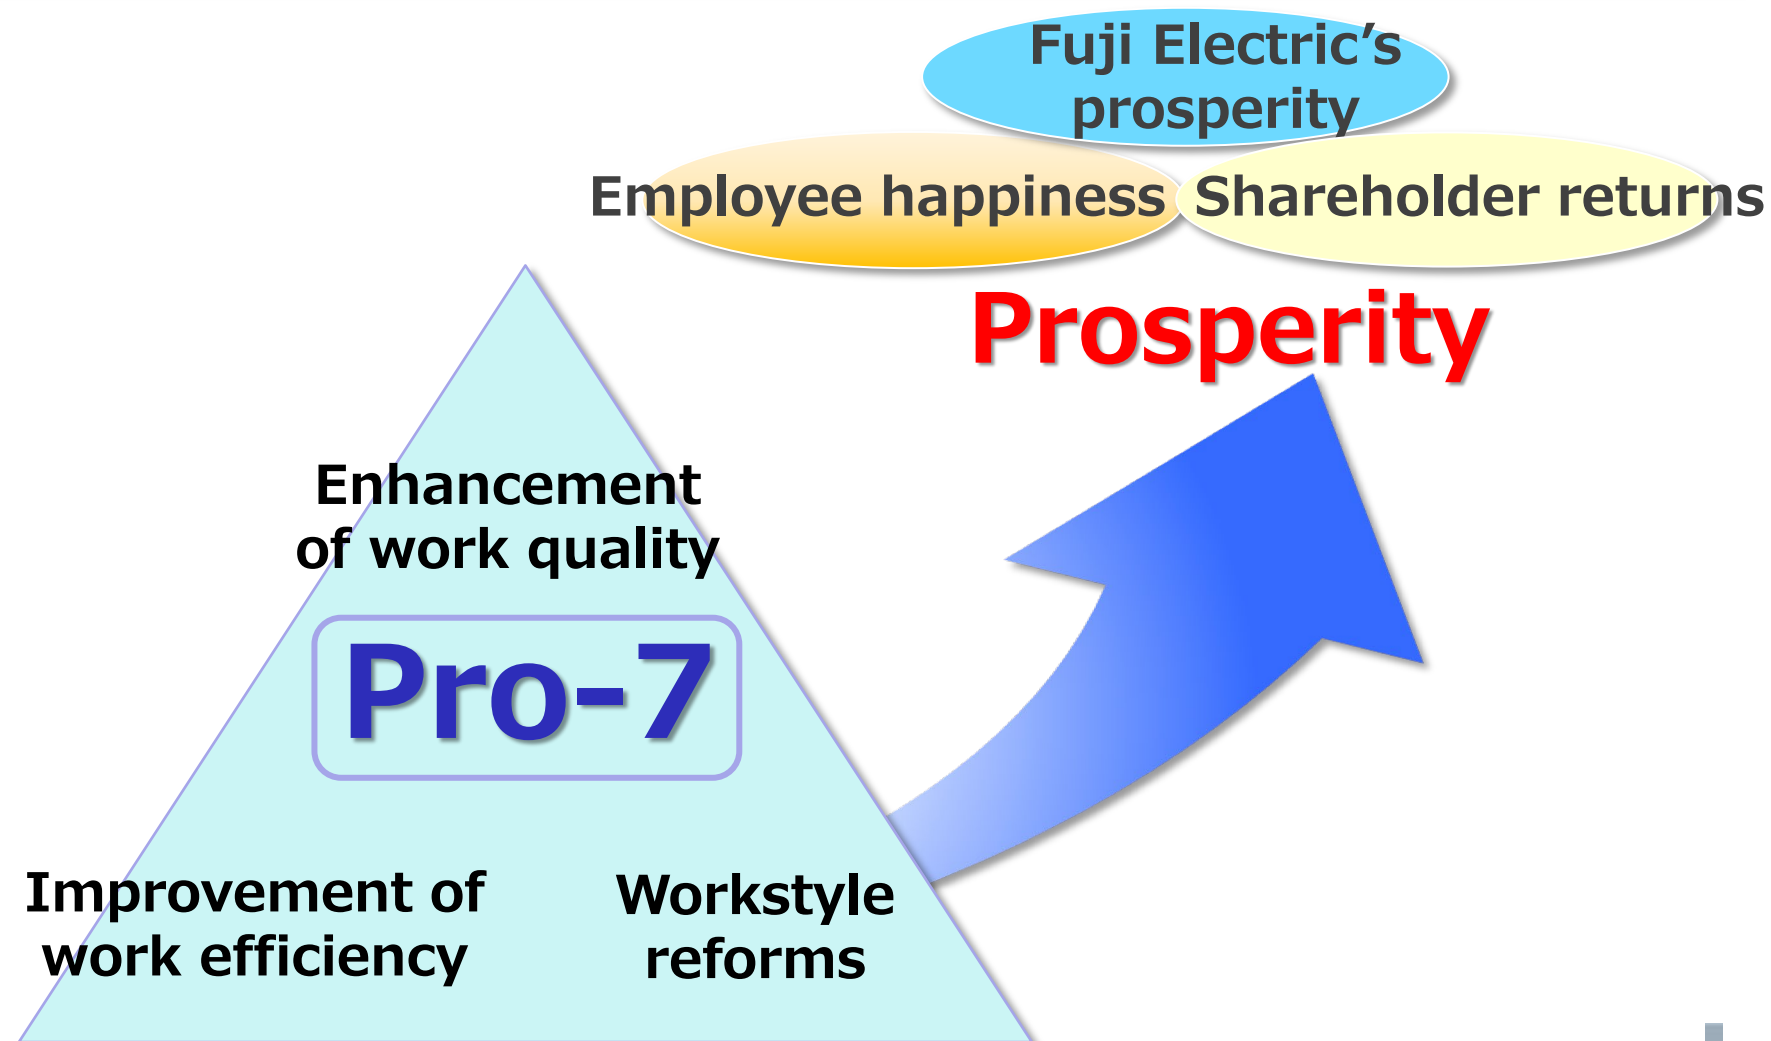 Fuji Electric’s
prosperity
Employee happiness
Shareholder returns
Prosperity
Enhancement
of work quality
Pro-7
Improvement of
work efficiency
Workstyle
reforms